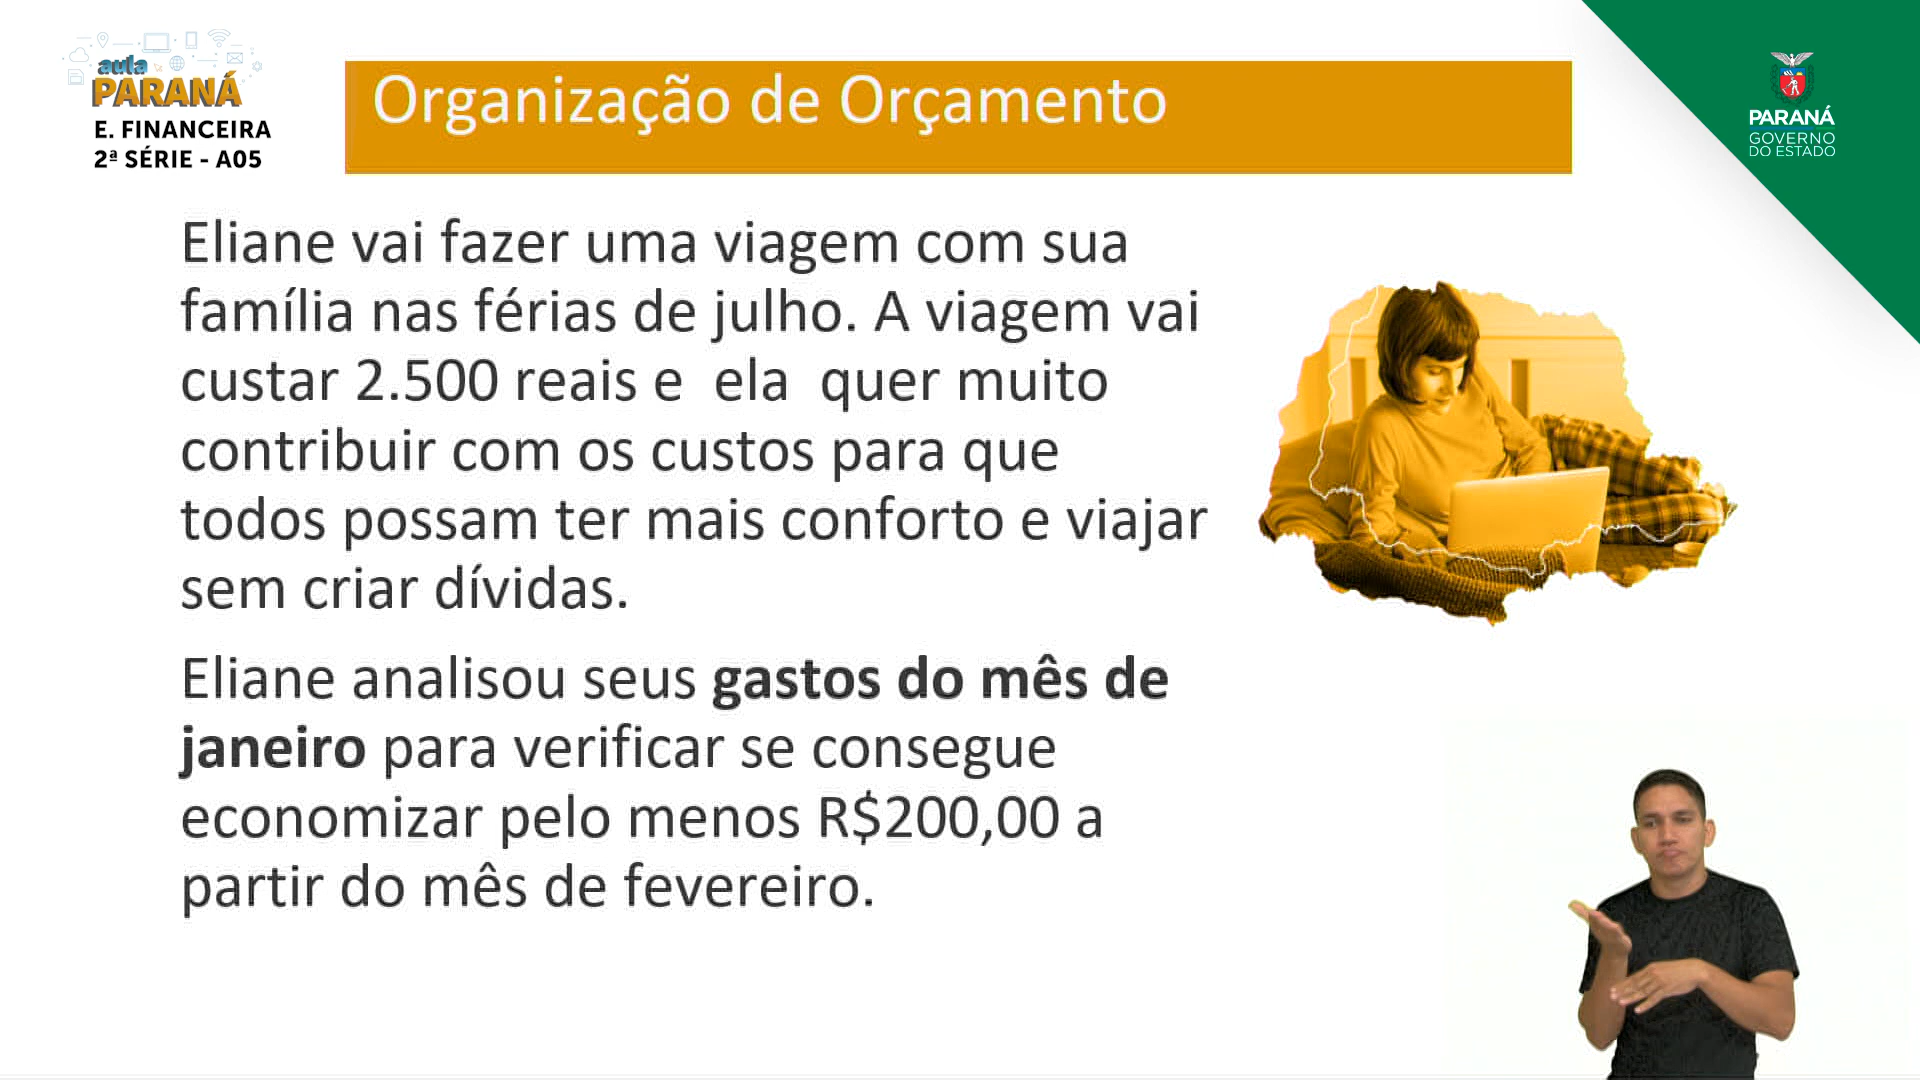 aula
PARANÁ
E. FINANCEIRA
2ª SÉRIE - A05
Organização de Orçamento
PARANÁ
GOVERNO
DO ESTADO
Eliane vai fazer uma viagem com sua
família nas férias de julho. A viagem vai
custar 2.500 reais e ela quer muito
contribuir com os custos para que
todos possam ter mais conforto e viajar
sem criar dívidas.
Eliane analisou seus gastos do mês de
janeiro para verificar se consegue
economizar pelo menos R$200,00 a
partir do mês de fevereiro.